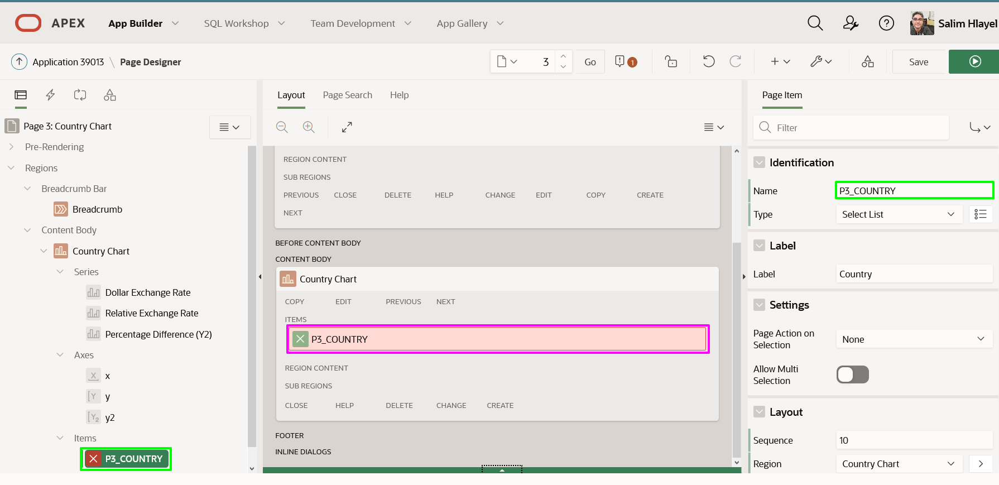 APEX App Builder SQL Workshop Team Development App Gallery Salim Hlayel
Application 39013 \ Page Designer 3 Go 1 Save
Page 3: Country Chart
Pre-Rendering
Regions
Breadcrumb Bar
Breadcrumb
Content Body
Country Chart
Series
Dollar Exchange Rate
Relative Exchange Rate
Percentage Difference (Y2)
Axes
x
y
y2
Items
P3_COUNTRY
Layout Page Search Help
REGION CONTENT
SUB REGIONS
PREVIOUS CLOSE DELETE HELP CHANGE EDIT COPY CREATE
NEXT
BEFORE CONTENT BODY
CONTENT BODY
Country Chart
COPY EDIT PREVIOUS NEXT
ITEMS
P3_COUNTRY
REGION CONTENT
SUB REGIONS
CLOSE HELP DELETE CHANGE CREATE
FOOTER
INLINE DIALOGS
Page Item
Filter
Identification
Name P3_COUNTRY
Type Select List
Label
Label Country
Settings
Page Action on
Selection None
Allow Multi
Selection
Layout
Sequence 10
Region Country Chart